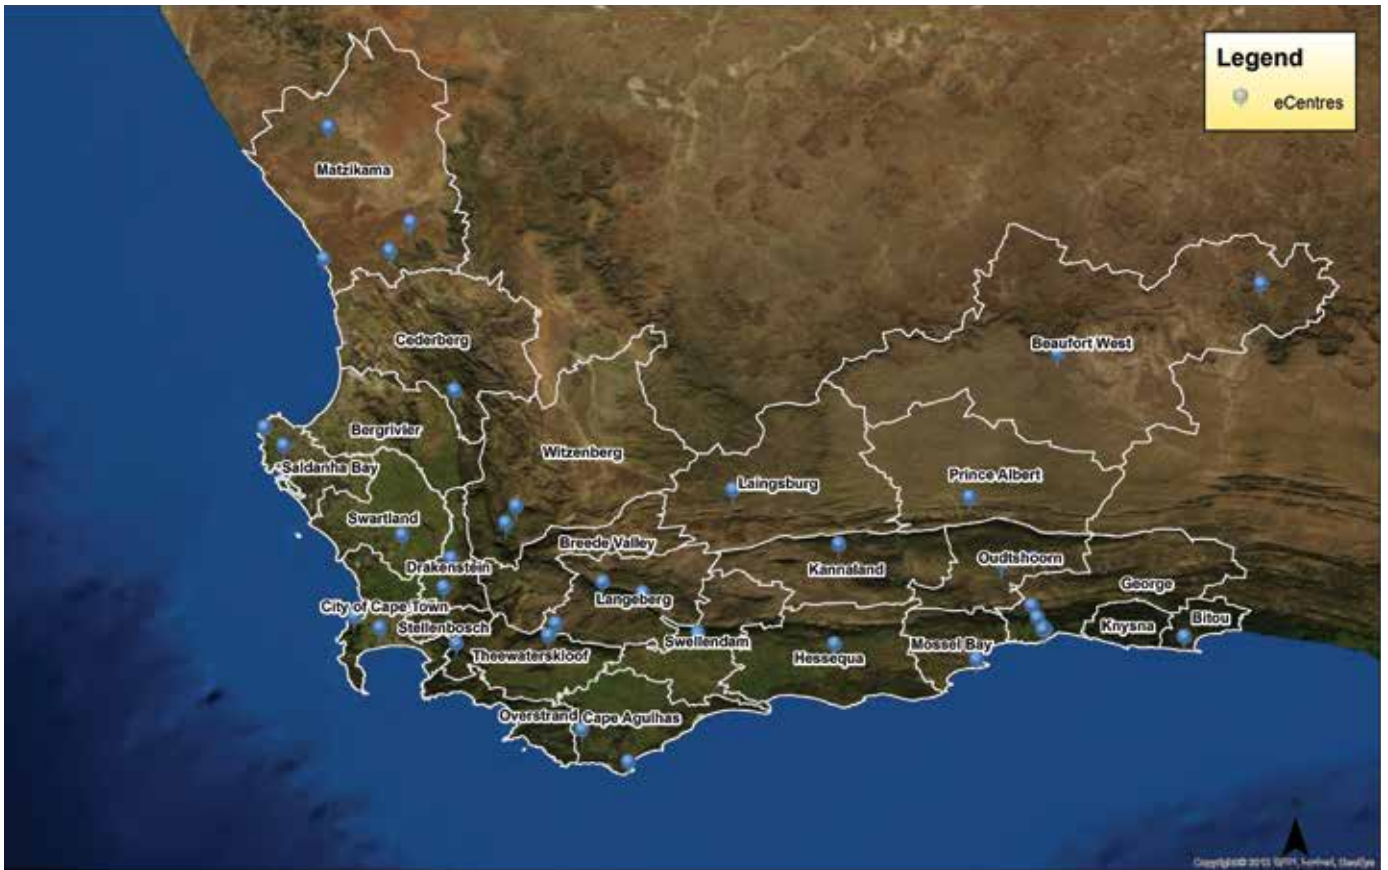 Legend
eCentres
Matzikama
Cederberg
Beaufort West
Bergrivier
Witzenberg
Saldanha Bay
Laingsburg
Prince Albert
Swartland
Breede Valley
Drakenstein
Kannaland
Oudtshoorn
George
City of Cape Town
Langeberg
Stellenbosch
Swellendam
Knysna
Bitou
Theewaterskloof
Hessequa
Mossel Bay
Overstrand
Cape Agulhas